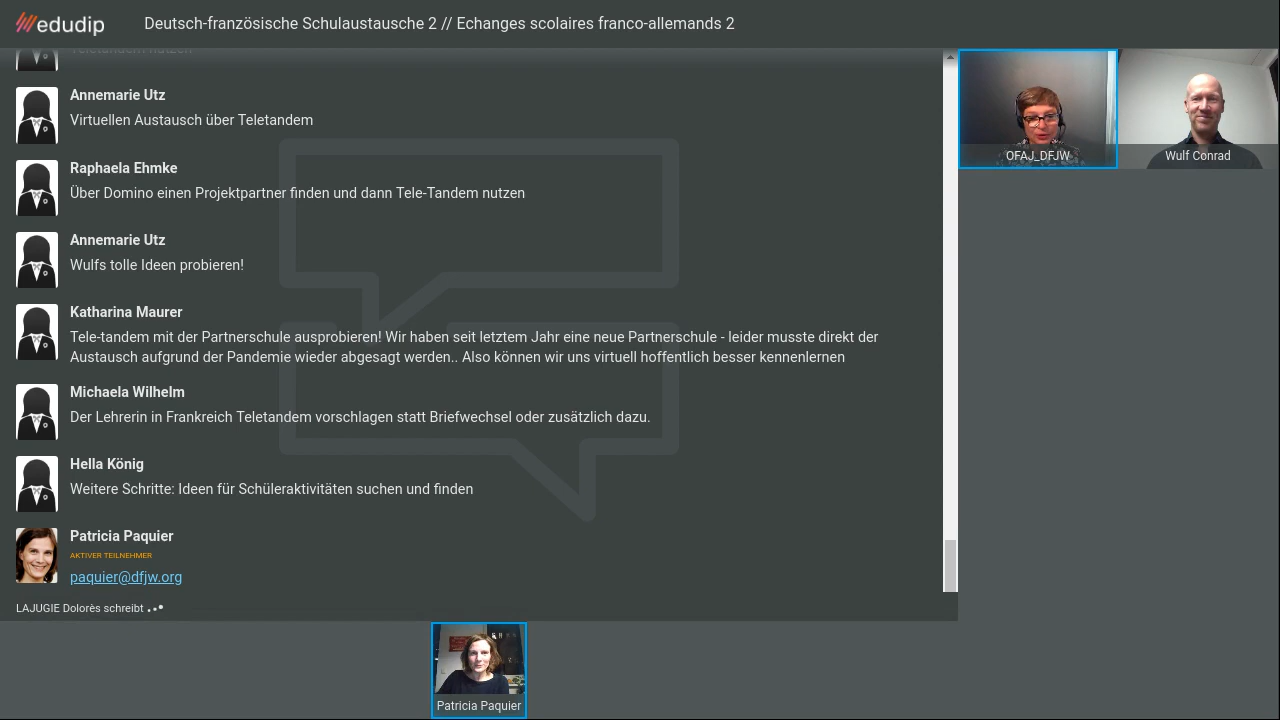 edudip
Deutsch-französische Schulaustausche 2 // Echanges scolaires franco-allemands 2
Teletandem nutzen
Annemarie Utz
Virtuellen Austausch über Teletandem
Raphaela Ehmke
Über Domino einen Projektpartner finden und dann Tele-Tandem nutzen
Annemarie Utz
Wulfs tolle Ideen probieren!
Katharina Maurer
Tele-tandem mit der Partnerschule ausprobieren! Wir haben seit letztem Jahr eine neue Partnerschule - leider musste direkt der
Austausch aufgrund der Pandemie wieder abgesagt werden.. Also können wir uns virtuell hoffentlich besser kennenlernen
Michaela Wilhelm
Der Lehrerin in Frankreich Teletandem vorschlagen statt Briefwechsel oder zusätzlich dazu.
Hella König
Weitere Schritte: Ideen für Schüleraktivitäten suchen und finden
Patricia Paquier
AKTIVER TEILNEHMER
paquier@dfjw.org
LAJUGIE Dolorès schreibt
OFAJ_DFJW
Wulf Conrad
Patricia Paquier